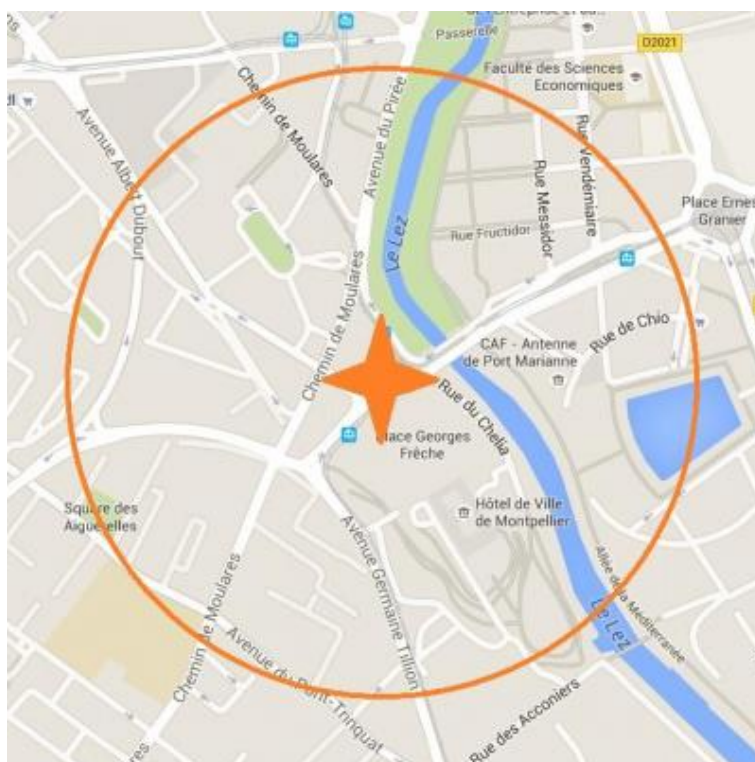 Passerelle
D2021
Faculté des Sciences
Economiques
Chemin de Moulares
Avenue du Pirée
Avenue Albert Dubout
Rue Vendémiaire
Rue Messidor
Place Ernes
Granier
Le Lez
Rue Fructidor
Chemin de Moulares
CAF - Antenne
de Port Marianne
Rue de Chio
Rue du Chelia
Place Georges
Frêche
Square des
Aiguerelles
Hôtel de Ville
de Montpellier
Avenue Germaine Tillion
Chemin de Moulares
Allée de la Méditerranée
Le Lez
Avenue du Pont-Trinquat
Rue des Acconiers